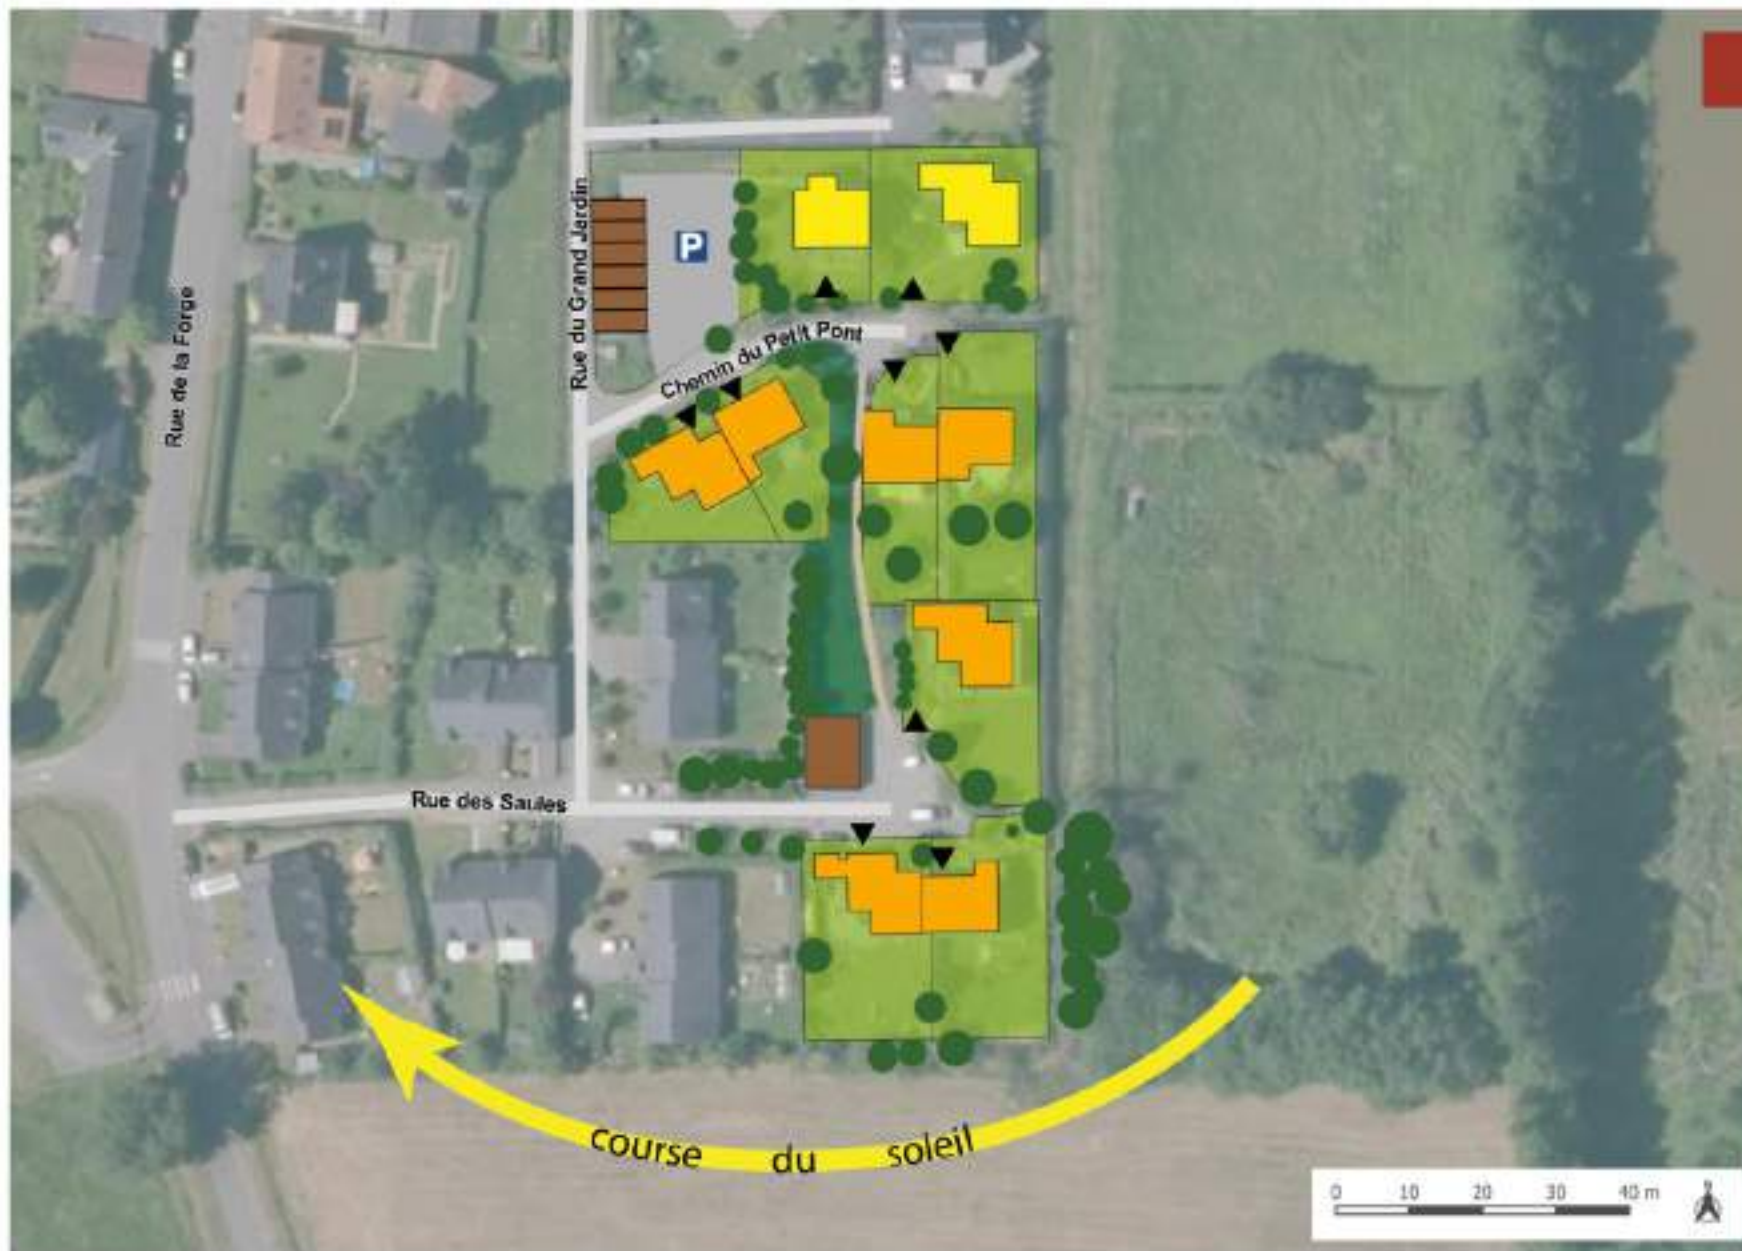 Rue du Grand Jardin
P
Rue de la Forge
Chemin du Petit Pont
Rue des Saules
course du soleil
0 10 20 30 40 m